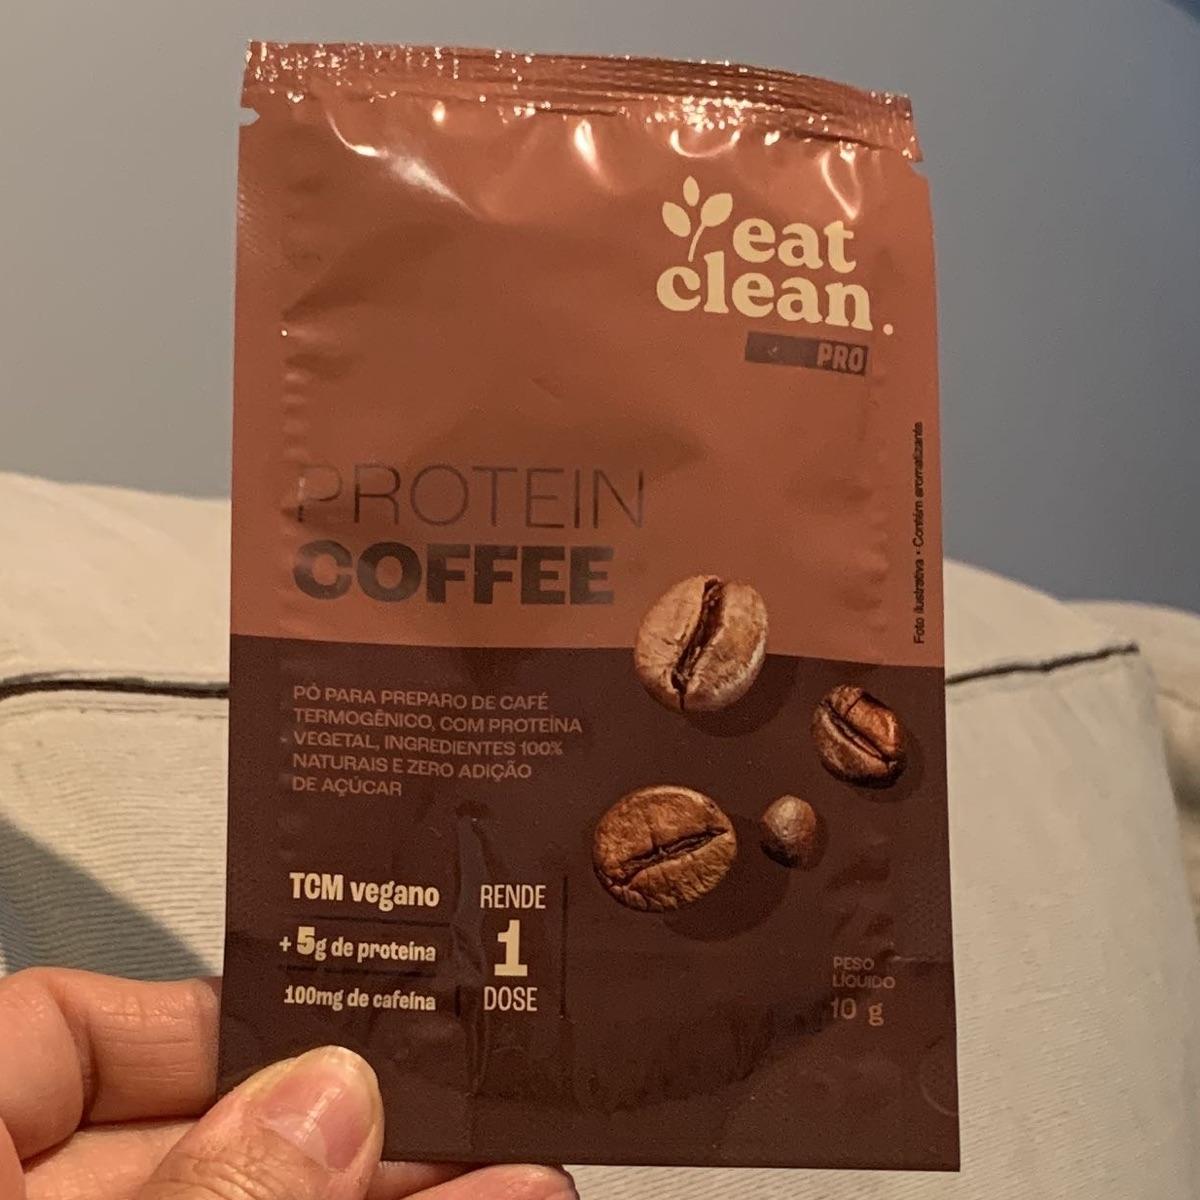 eat
clean.
PRO
PROTEIN
COFFEE
Foto ilustrativa • Contém aromatizante
PÓ PARA PREPARO DE CAFÉ
TERMOGÊNICO, COM PROTEÍNA
VEGETAL, INGREDIENTES 100%
NATURAIS E ZERO ADIÇÃO
DE AÇÚCAR
TCM vegano
+ 5g de proteína
100mg de cafeína
RENDE
1
DOSE
PESO
LÍQUIDO
10 g